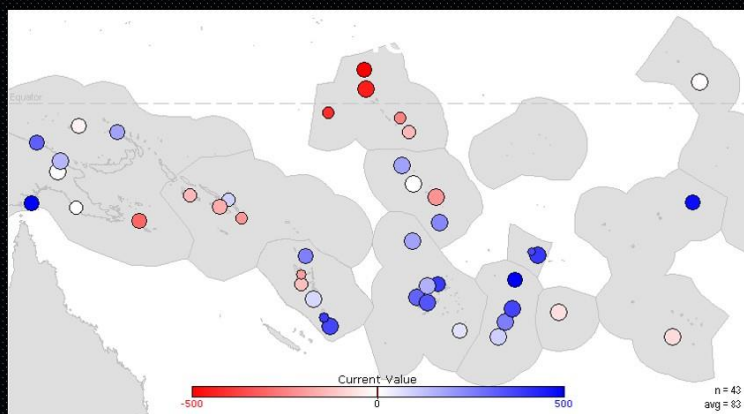 Equator
Current Value
-500
0
500
n = 43
avg = 83